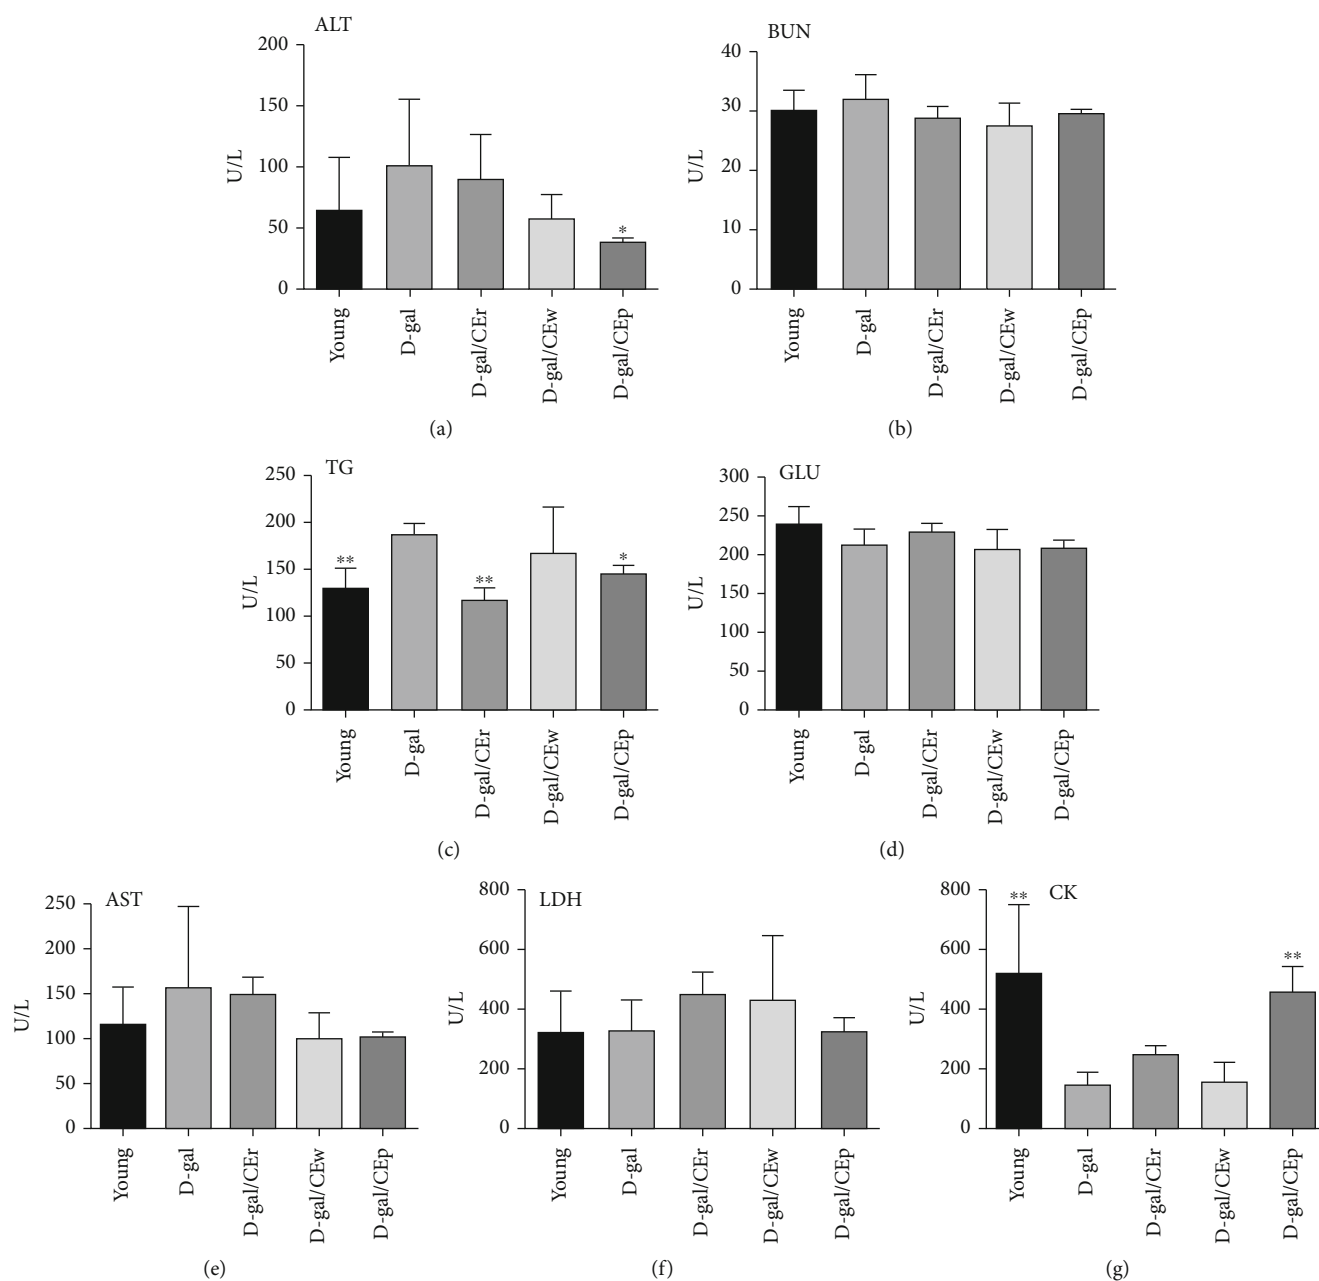 ALT
200
150
100
50
0
U/L
*
Young
D-gal
D-gal/CEr
D-gal/CEw
D-gal/CEp
(a)
BUN
40
30
20
10
0
U/L
Young
D-gal
D-gal/CEr
D-gal/CEw
D-gal/CEp
(b)
TG
250
200
150
100
50
0
U/L
**
**
*
Young
D-gal
D-gal/CEr
D-gal/CEw
D-gal/CEp
(c)
GLU
300
250
200
150
100
50
0
U/L
Young
D-gal
D-gal/CEr
D-gal/CEw
D-gal/CEp
(d)
AST
250
200
150
100
50
0
U/L
Young
D-gal
D-gal/CEr
D-gal/CEw
D-gal/CEp
(e)
LDH
800
600
400
200
0
U/L
Young
D-gal
D-gal/CEr
D-gal/CEw
D-gal/CEp
(f)
CK
800
600
400
200
0
U/L
**
**
Young
D-gal
D-gal/CEr
D-gal/CEw
D-gal/CEp
(g)